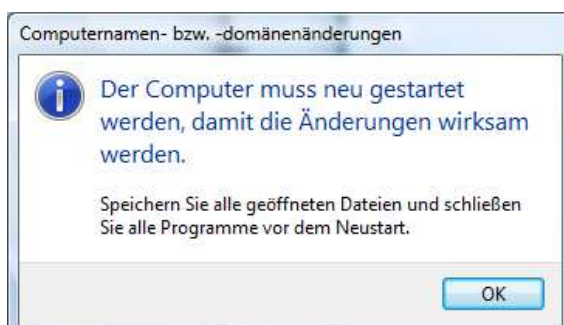 Computernamen- bzw. -domänenänderungen
Der Computer muss neu gestartet
werden, damit die Änderungen wirksam
werden.
Speichern Sie alle geöffneten Dateien und schließen
Sie alle Programme vor dem Neustart.
OK